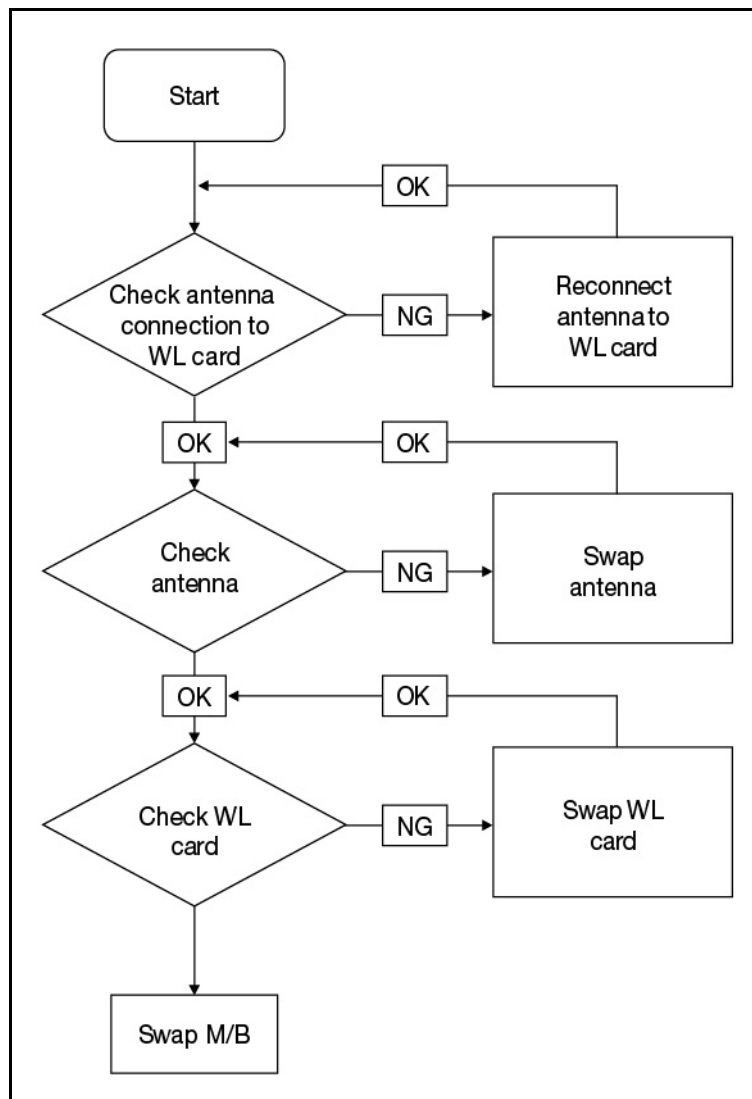 Start
OK
Check antenna
connection to
WL card
NG
Reconnect
antenna to
WL card
OK
OK
Check
antenna
NG
Swap
antenna
OK
OK
Check WL
card
NG
Swap WL
card
Swap M/B